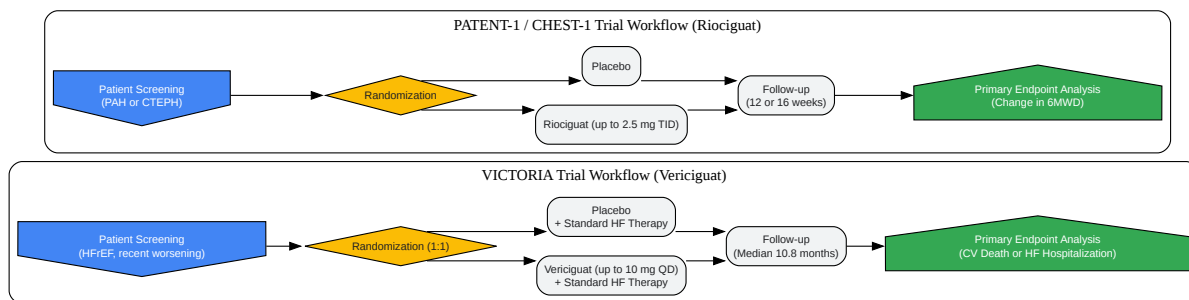 PATENT-1 / CHEST-1 Trial Workflow (Riociguat)
Patient Screening
(PAH or CTEPH)
Randomization
Placebo
Riociguat (up to 2.5 mg TID)
Follow-up
(12 or 16 weeks)
Primary Endpoint Analysis
(Change in 6MWD)
VICTORIA Trial Workflow (Vericiguat)
Patient Screening
(HFrEF, recent worsening)
Randomization (1:1)
Placebo
+ Standard HF Therapy
Vericiguat (up to 10 mg QD)
+ Standard HF Therapy
Follow-up
(Median 10.8 months)
Primary Endpoint Analysis
(CV Death or HF Hospitalization)